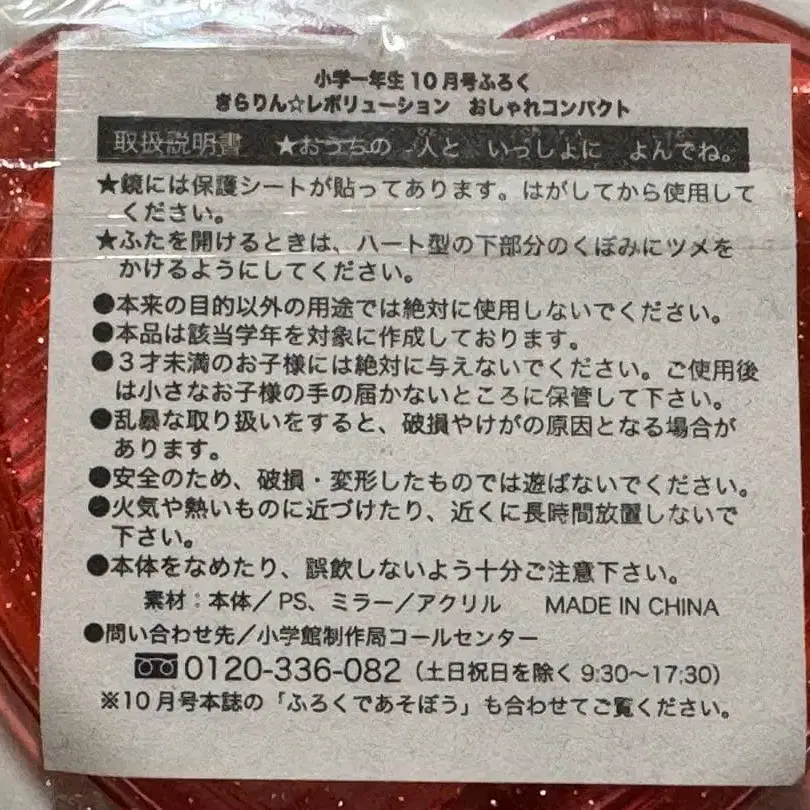 小学一年生10月号ふろく
きらりん☆レボリューション おしゃれコンパクト
取扱説明書 ★おうちの 人と いっしょに よんでね。
★鏡には保護シートが貼ってあります。はがしてから使用して
ください。
★ふたを開けるときは、ハート型の下部分のくぼみにツメを
かけるようにしてください。
●本来の目的以外の用途では絶対に使用しないでください。
●本品は該当学年を対象に作成しております。
●3才未満のお子様には絶対に与えないでください。ご使用後
は小さなお子様の手の届かないところに保管して下さい。
●乱暴な取り扱いをすると、破損やけがの原因となる場合が
あります。
●安全のため、破損・変形したものでは遊ばないでください。
●火気や熱いものに近づけたり、近くに長時間放置しないで
下さい。
●本体をなめたり、誤飲しないよう十分ご注意下さい。
素材：本体／PS、ミラー／アクリル MADE IN CHINA
●問い合わせ先／小学館制作局コールセンター
0120-336-082（土日祝日を除く 9:30〜17:30）
※10月号本誌の「ふろくであそぼう」も合わせてご覧ください。